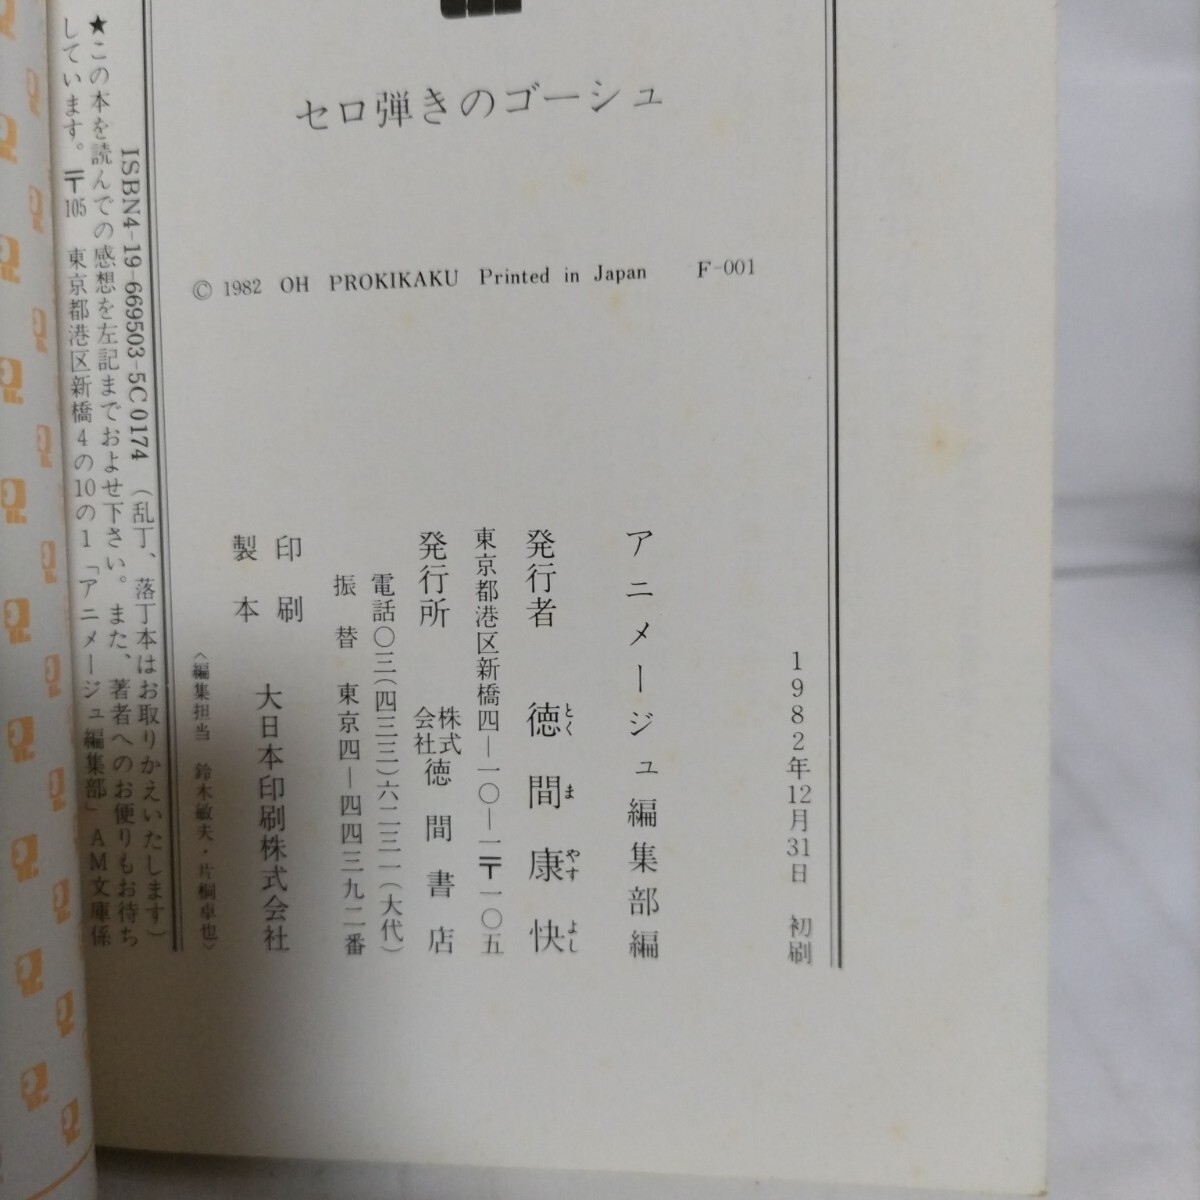 セロ弾きのゴーシュ
© 1982 OH PROKIKAKU Printed in Japan F-001
1982年12月31日 初刷
アニメージュ編集部編
発行者 徳間康快
とく ま やす よし
東京都港区新橋四—一〇—一〒一〇五
発行所 株式会社 徳間書店
電話〇三(四三三)六二三一(大代)
振替 東京四—四四三九二番
印刷
製本
大日本印刷株式会社
〈編集担当 鈴木敏夫・片桐卓也〉
ISBN4-19-669503-5C0174 (乱丁、落丁本はお取りかえいたします)
★この本を読んでの感想を左記までおよせ下さい。また、著者へのお便りもお待ち
しています。〒105 東京都港区新橋4の10の1「アニメージュ編集部」AM文庫係